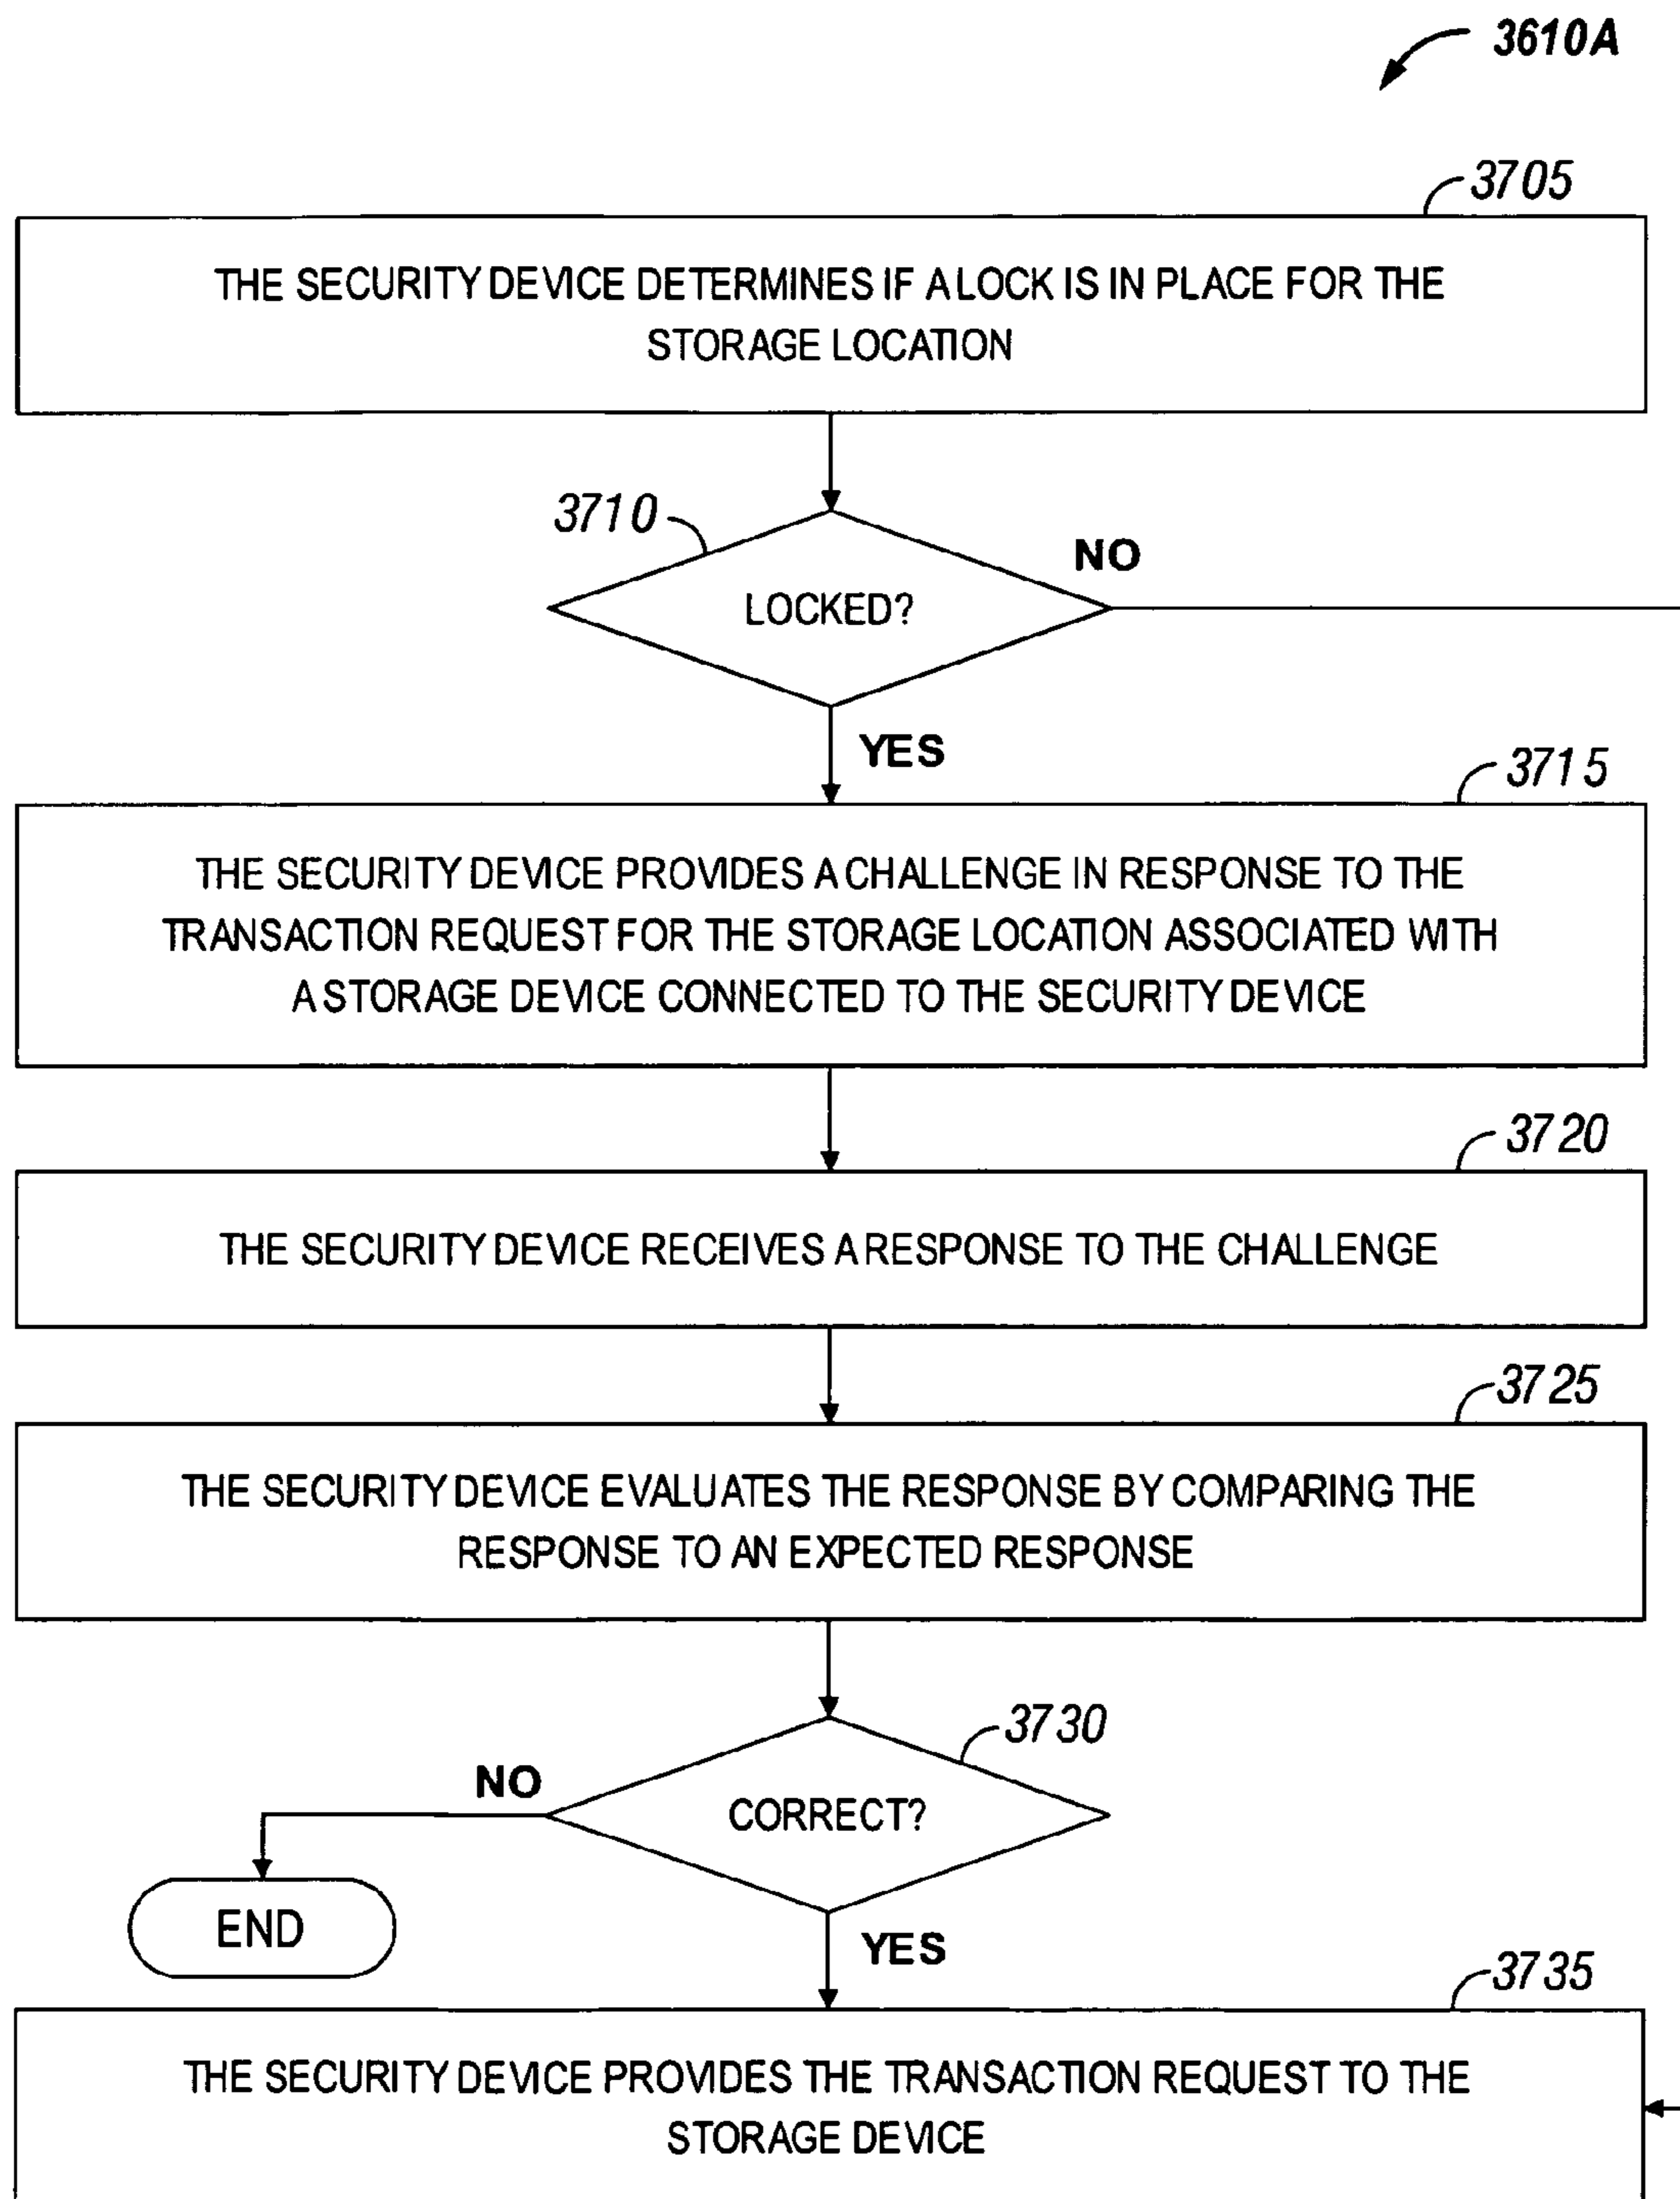 3610A
3705
THE SECURITY DEVICE DETERMINES IF A LOCK IS IN PLACE FOR THE
STORAGE LOCATION
3710
NO
LOCKED?
YES
3715
THE SECURITY DEVICE PROVIDES A CHALLENGE IN RESPONSE TO THE
TRANSACTION REQUEST FOR THE STORAGE LOCATION ASSOCIATED WITH
A STORAGE DEVICE CONNECTED TO THE SECURITY DEVICE
3720
THE SECURITY DEVICE RECEIVES A RESPONSE TO THE CHALLENGE
3725
THE SECURITY DEVICE EVALUATES THE RESPONSE BY COMPARING THE
RESPONSE TO AN EXPECTED RESPONSE
3730
NO
CORRECT?
END
YES
3735
THE SECURITY DEVICE PROVIDES THE TRANSACTION REQUEST TO THE
STORAGE DEVICE